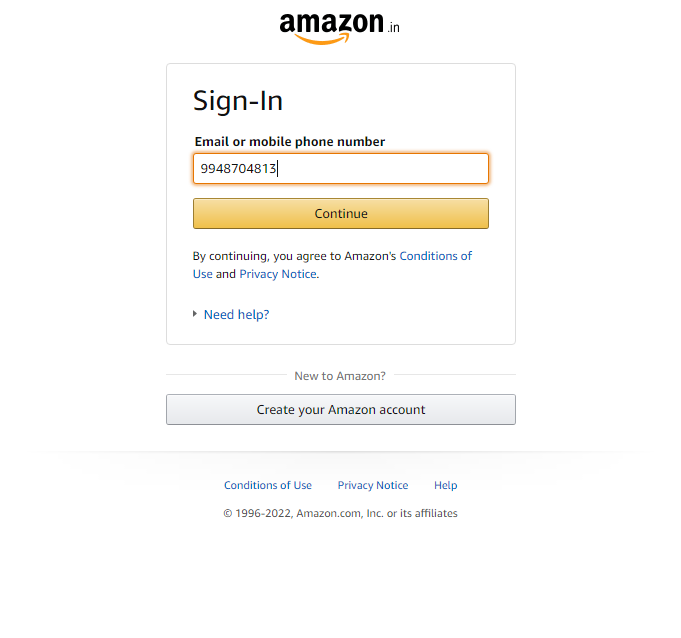 amazon.in
Sign-In
Email or mobile phone number
9948704813
Continue
By continuing, you agree to Amazon's Conditions of
Use and Privacy Notice.
Need help?
New to Amazon?
Create your Amazon account
Conditions of Use Privacy Notice Help
© 1996-2022, Amazon.com, Inc. or its affiliates